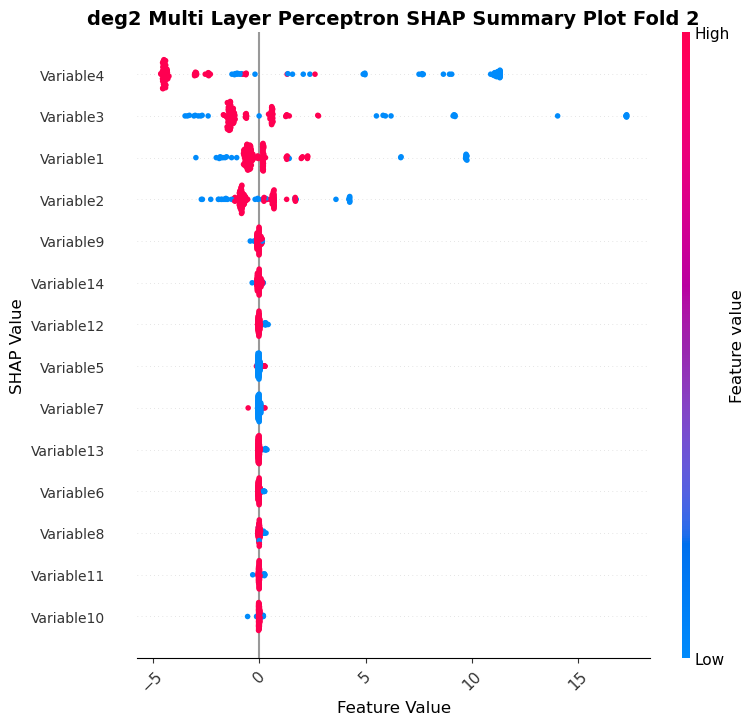 deg2 Multi Layer Perceptron SHAP Summary Plot Fold 2
High
Variable4
Variable3
Variable1
Variable2
Variable9
Variable14
Variable12
Variable5
Variable7
Variable13
Variable6
Variable8
Variable11
Variable10
SHAP Value
Feature value
Low
−5
0
5
10
15
Feature Value